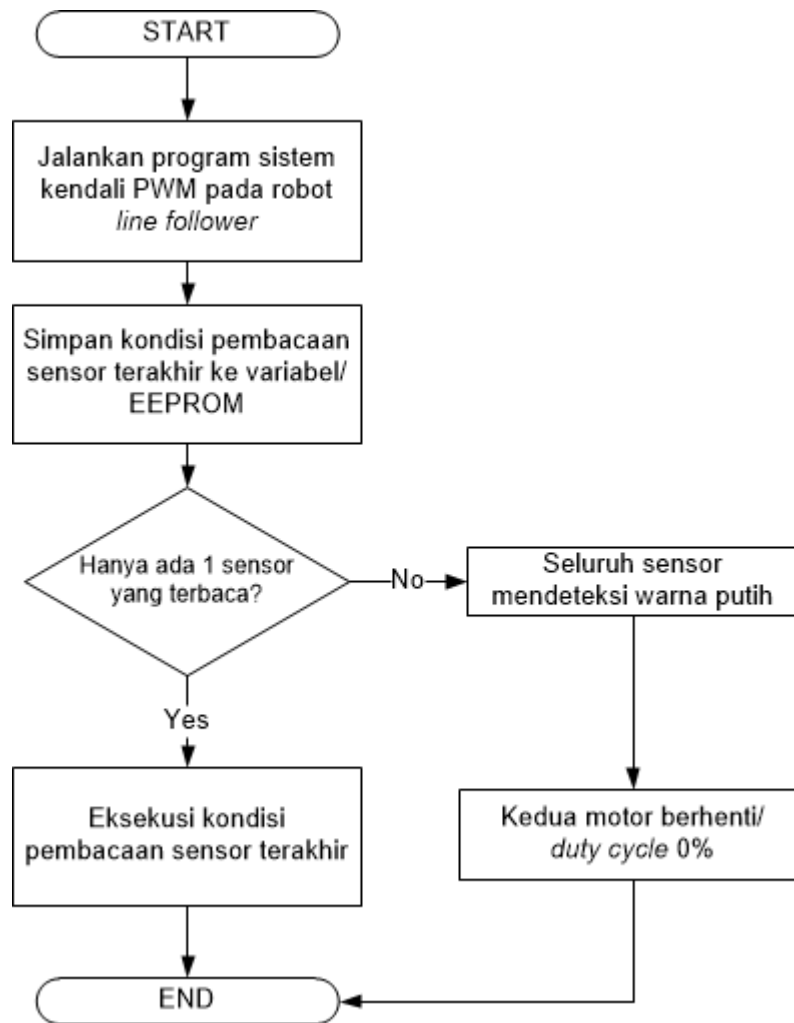 START
Jalankan program sistem
kendali PWM pada robot
line follower
Simpan kondisi pembacaan
sensor terakhir ke variabel/
EEPROM
Hanya ada 1 sensor
yang terbaca?
No
Seluruh sensor
mendeteksi warna putih
Yes
Eksekusi kondisi
pembacaan sensor terakhir
Kedua motor berhenti/
duty cycle 0%
END